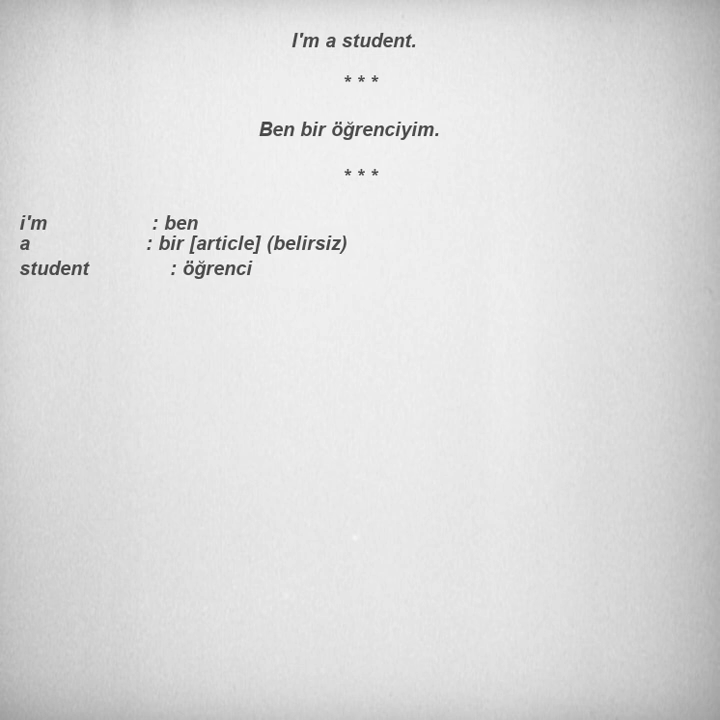 I'm a student.
* * *
Ben bir öğrenciyim.
* * *
i'm : ben
a : bir [article] (belirsiz)
student : öğrenci